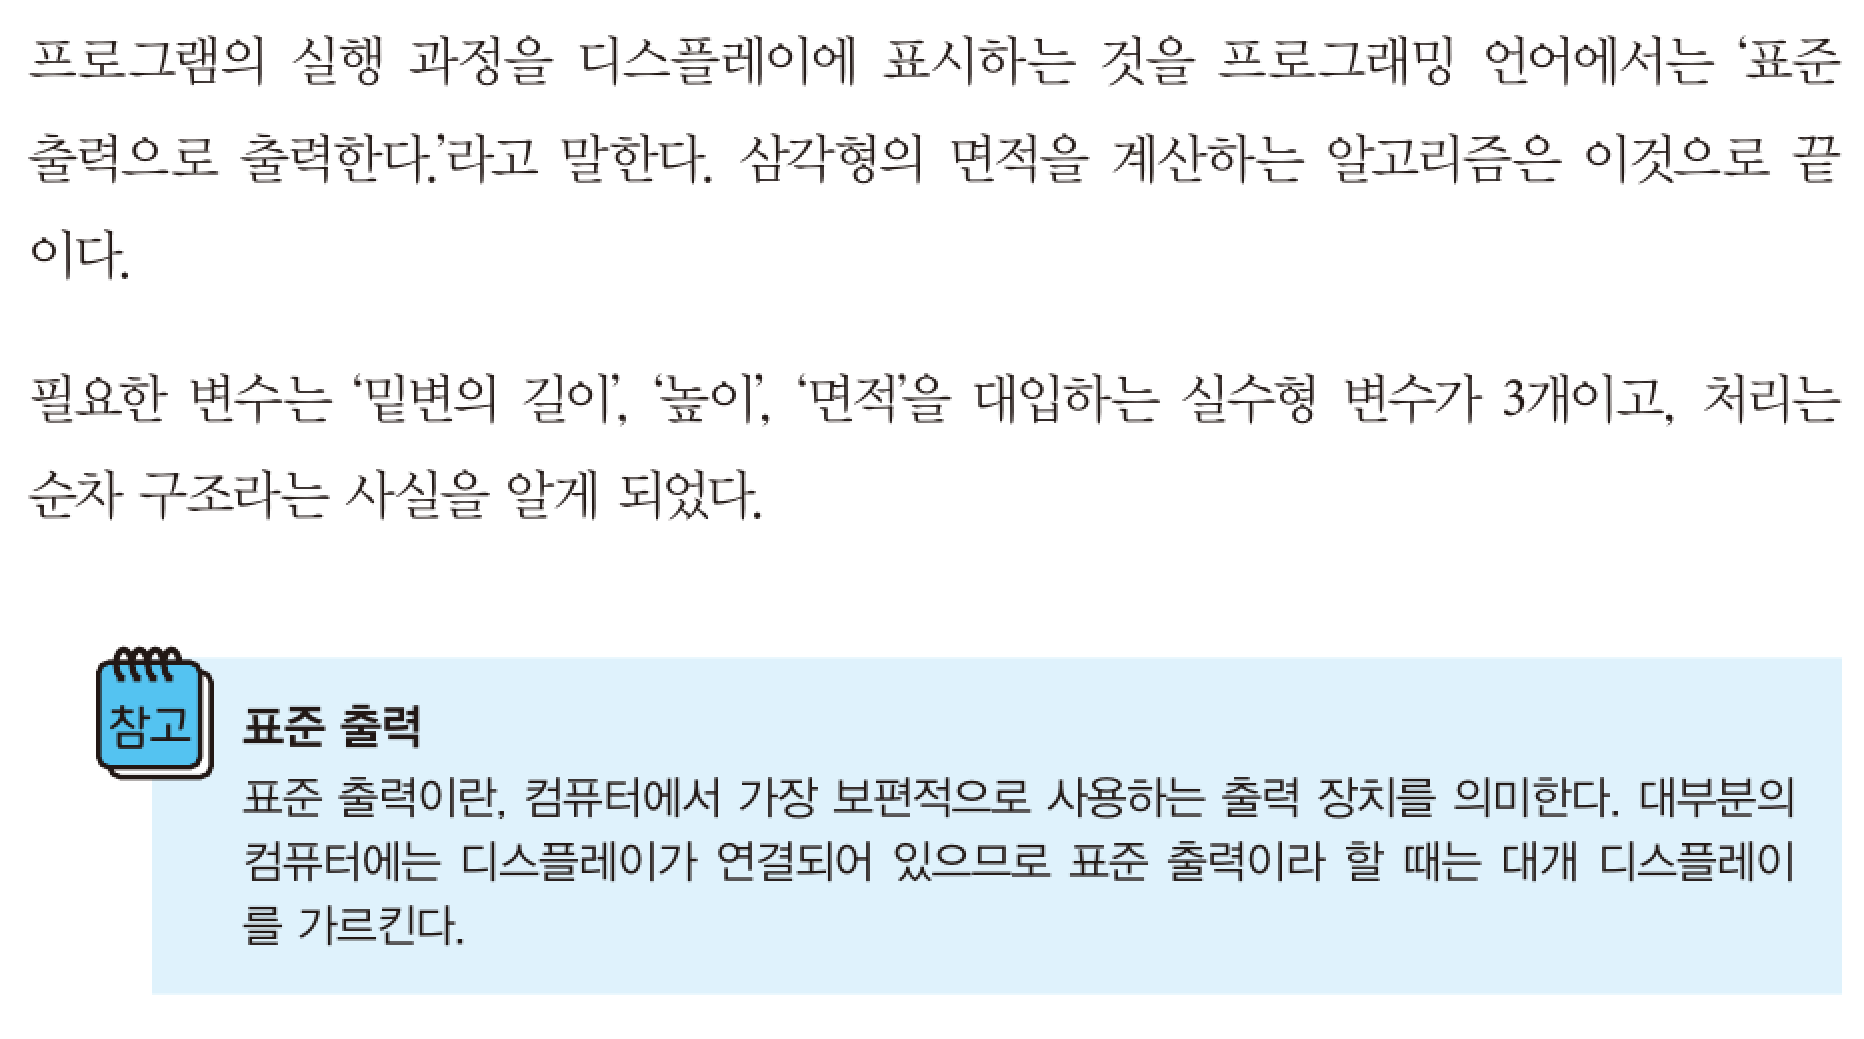 프로그램의 실행 과정을 디스플레이에 표시하는 것을 프로그래밍 언어에서는 ‘표준
출력으로 출력한다.’라고 말한다. 삼각형의 면적을 계산하는 알고리즘은 이것으로 끝
이다.
필요한 변수는 ‘밑변의 길이’, ‘높이’, ‘면적’을 대입하는 실수형 변수가 3개이고, 처리는
순차 구조라는 사실을 알게 되었다.
참고
표준 출력
표준 출력이란, 컴퓨터에서 가장 보편적으로 사용하는 출력 장치를 의미한다. 대부분의
컴퓨터에는 디스플레이가 연결되어 있으므로 표준 출력이라 할 때는 대개 디스플레이
를 가르킨다.